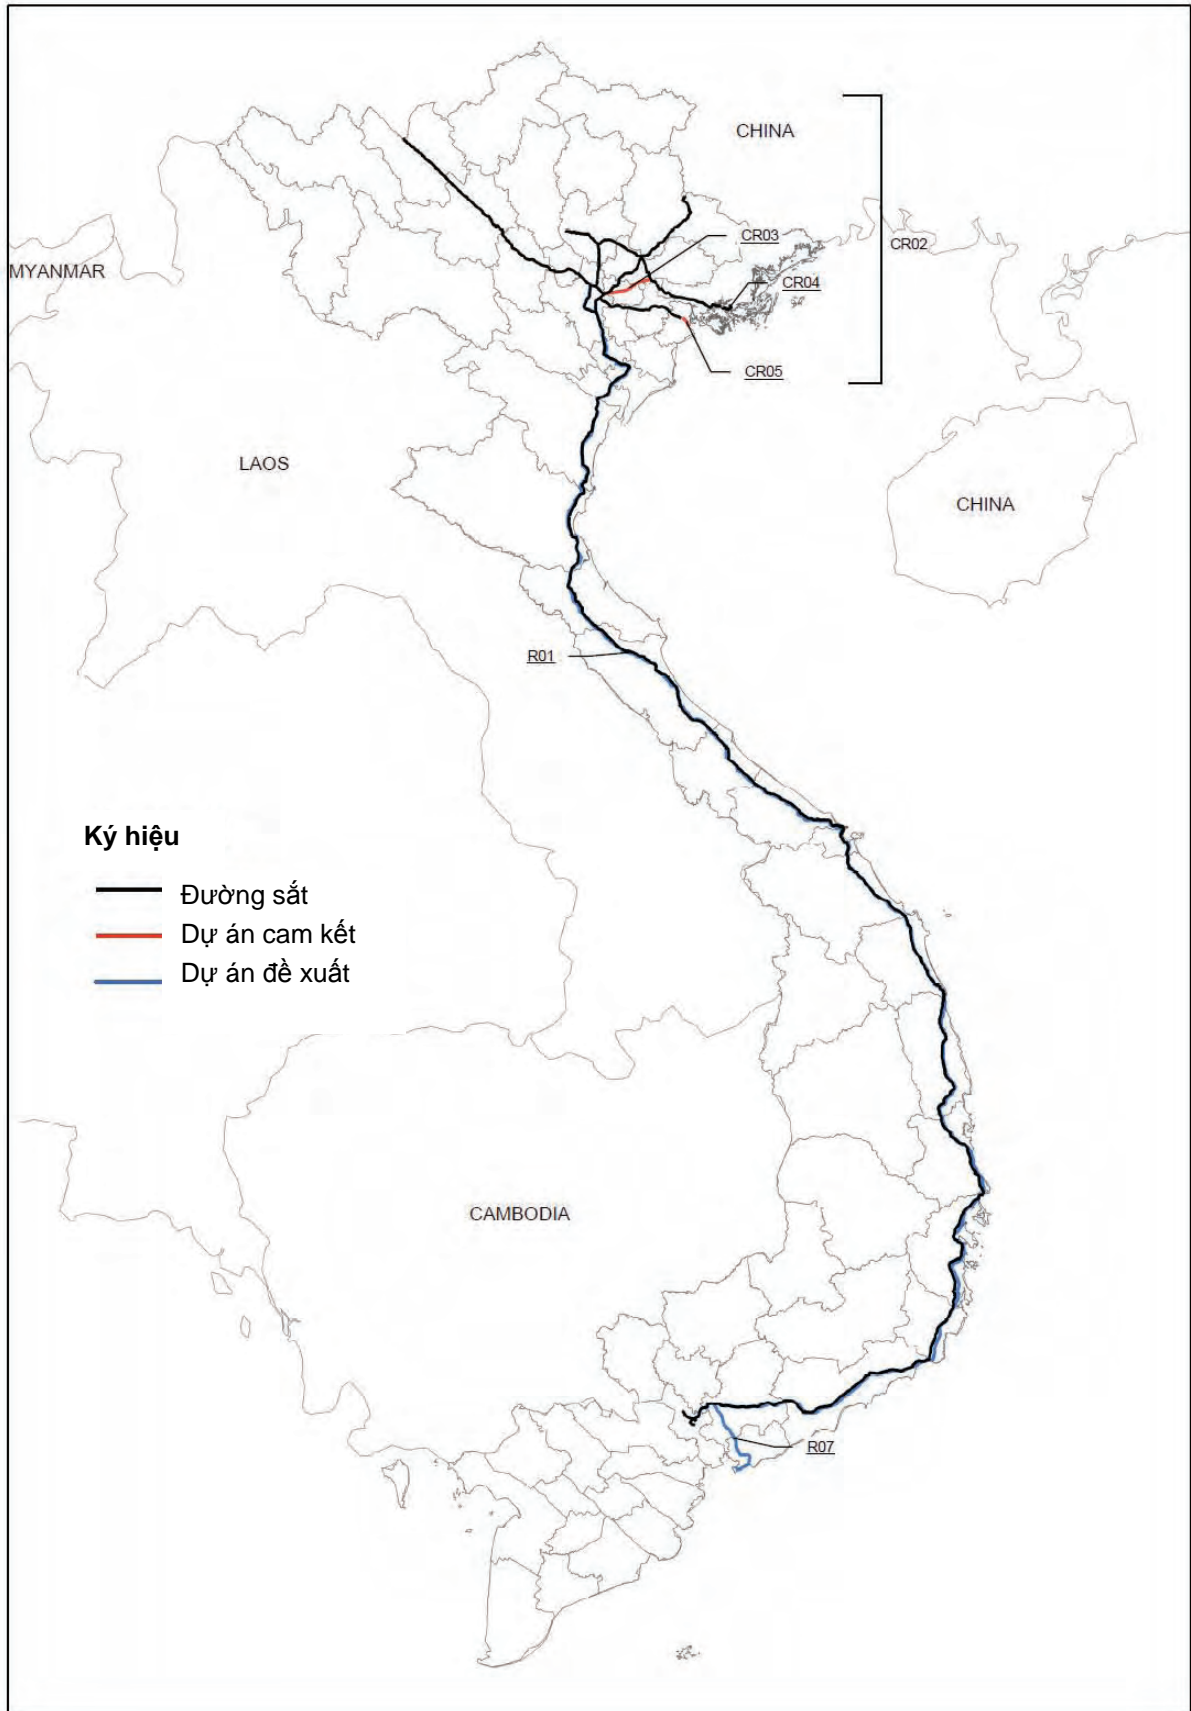 CHINA
CR03
CR02
MYANMAR
CR04
CR05
LAOS
CHINA
R01
Ký hiệu
Đường sắt
Dự án cam kết
Dự án đề xuất
CAMBODIA
R07